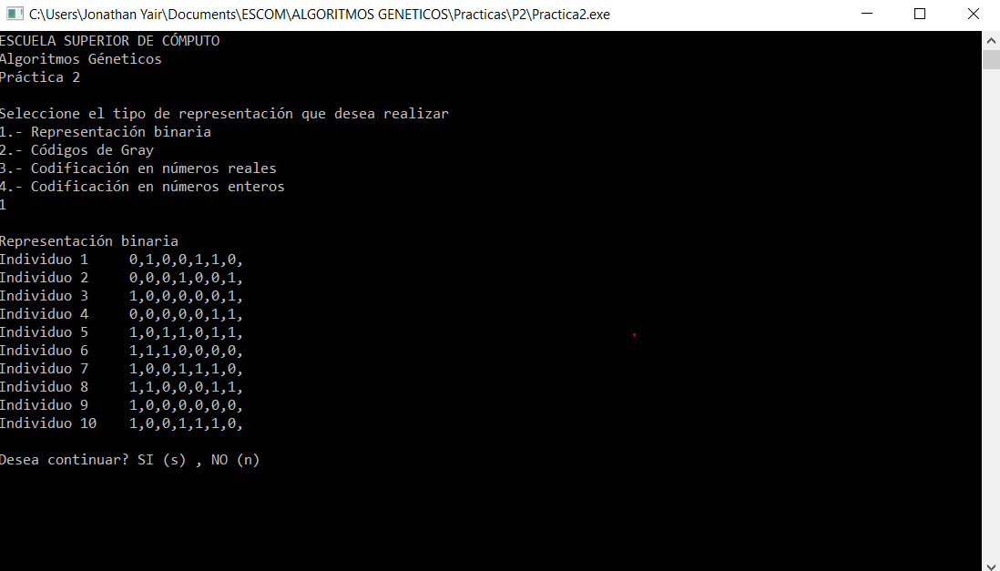 C:\Users\Jonathan Yair\Documents\ESCOM\ALGORITMOS GENETICOS\Practicas\P2\Practica2.exe
ESCUELA SUPERIOR DE CÓMPUTO
Algoritmos Géneticos
Práctica 2
Seleccione el tipo de representación que desea realizar
1.- Representación binaria
2.- Códigos de Gray
3.- Codificación en números reales
4.- Codificación en números enteros
1
Representación binaria
Individuo 1     0,1,0,0,1,1,0,
Individuo 2     0,0,0,1,0,0,1,
Individuo 3     1,0,0,0,0,0,1,
Individuo 4     0,0,0,0,0,1,1,
Individuo 5     1,0,1,1,0,1,1,
Individuo 6     1,1,1,0,0,0,0,
Individuo 7     1,0,0,1,1,1,0,
Individuo 8     1,1,0,0,0,1,1,
Individuo 9     1,0,0,0,0,0,0,
Individuo 10    1,0,0,1,1,1,0,
Desea continuar? SI (s) , NO (n)